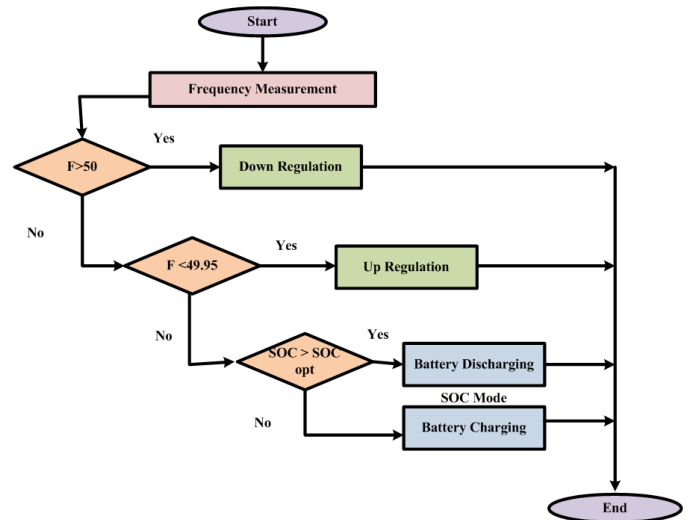 Start
Frequency Measurement
Yes
F>50
Down Regulation
No
Yes
F <49.95
Up Regulation
No
Yes
SOC > SOC
opt
Battery Discharging
SOC Mode
No
Battery Charging
End